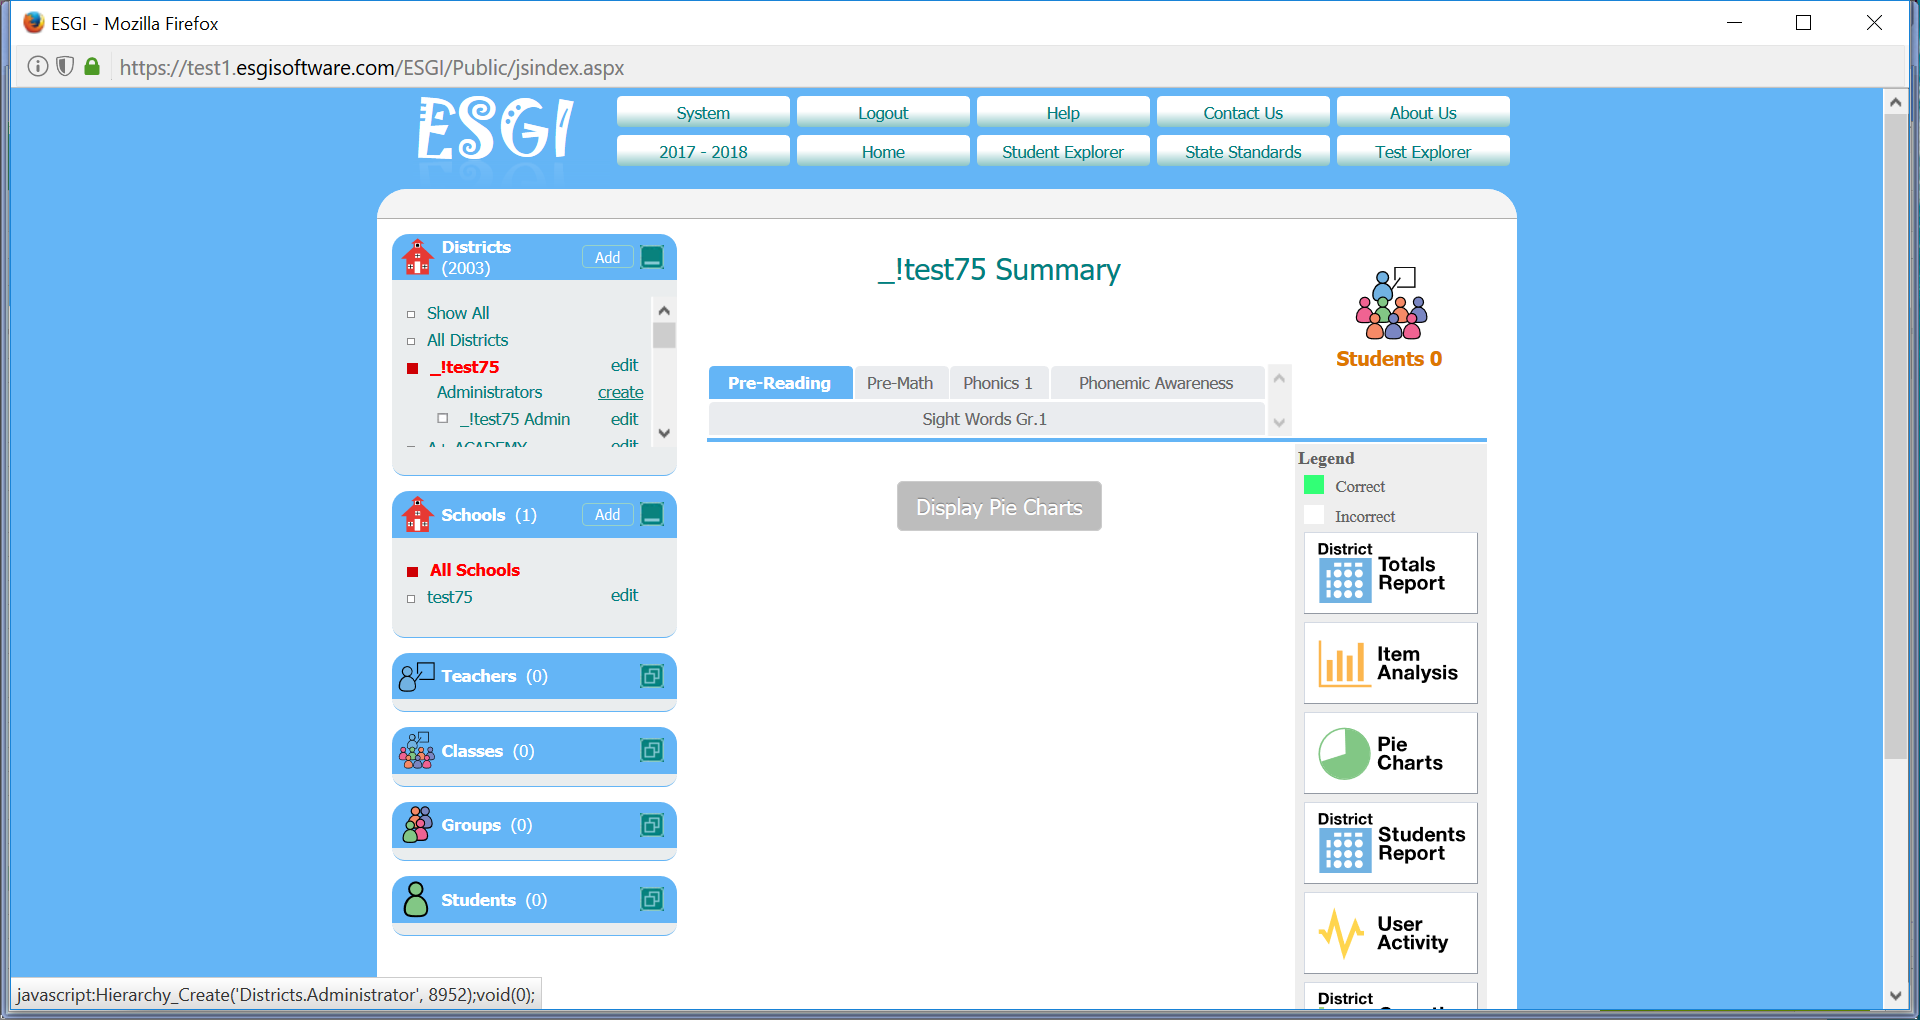 ESGI - Mozilla Firefox
https://test1.esgisoftware.com/ESGI/Public/jsindex.aspx
ESGI
System Logout Help Contact Us About Us
2017 - 2018 Home Student Explorer State Standards Test Explorer
Districts
(2003)
Add
Show All
All Districts
_!test75 edit
Administrators create
_!test75 Admin edit
A+ ACADEMY edit
Schools (1) Add
All Schools
test75 edit
Teachers (0)
Classes (0)
Groups (0)
Students (0)
_!test75 Summary
Students 0
Pre-Reading Pre-Math Phonics 1 Phonemic Awareness
Sight Words Gr.1
Display Pie Charts
Legend
Correct
Incorrect
District
Totals
Report
Item
Analysis
Pie
Charts
District
Students
Report
User
Activity
District
javascript:Hierarchy_Create('Districts.Administrator', 8952);void(0);